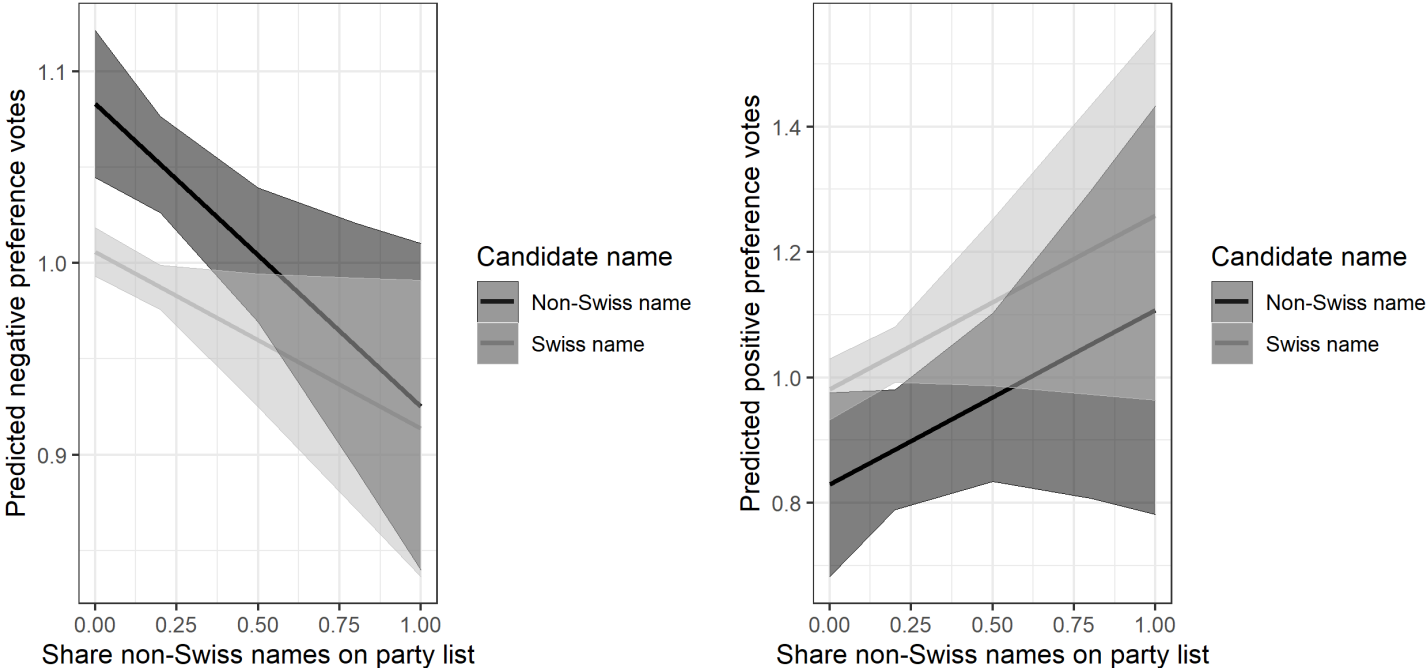 Predicted negative preference votes
1.1
1.0
0.9
0.00 0.25 0.50 0.75 1.00
Share non-Swiss names on party list
Candidate name
Non-Swiss name
Swiss name
Predicted positive preference votes
1.4
1.2
1.0
0.8
0.00 0.25 0.50 0.75 1.00
Share non-Swiss names on party list
Candidate name
Non-Swiss name
Swiss name